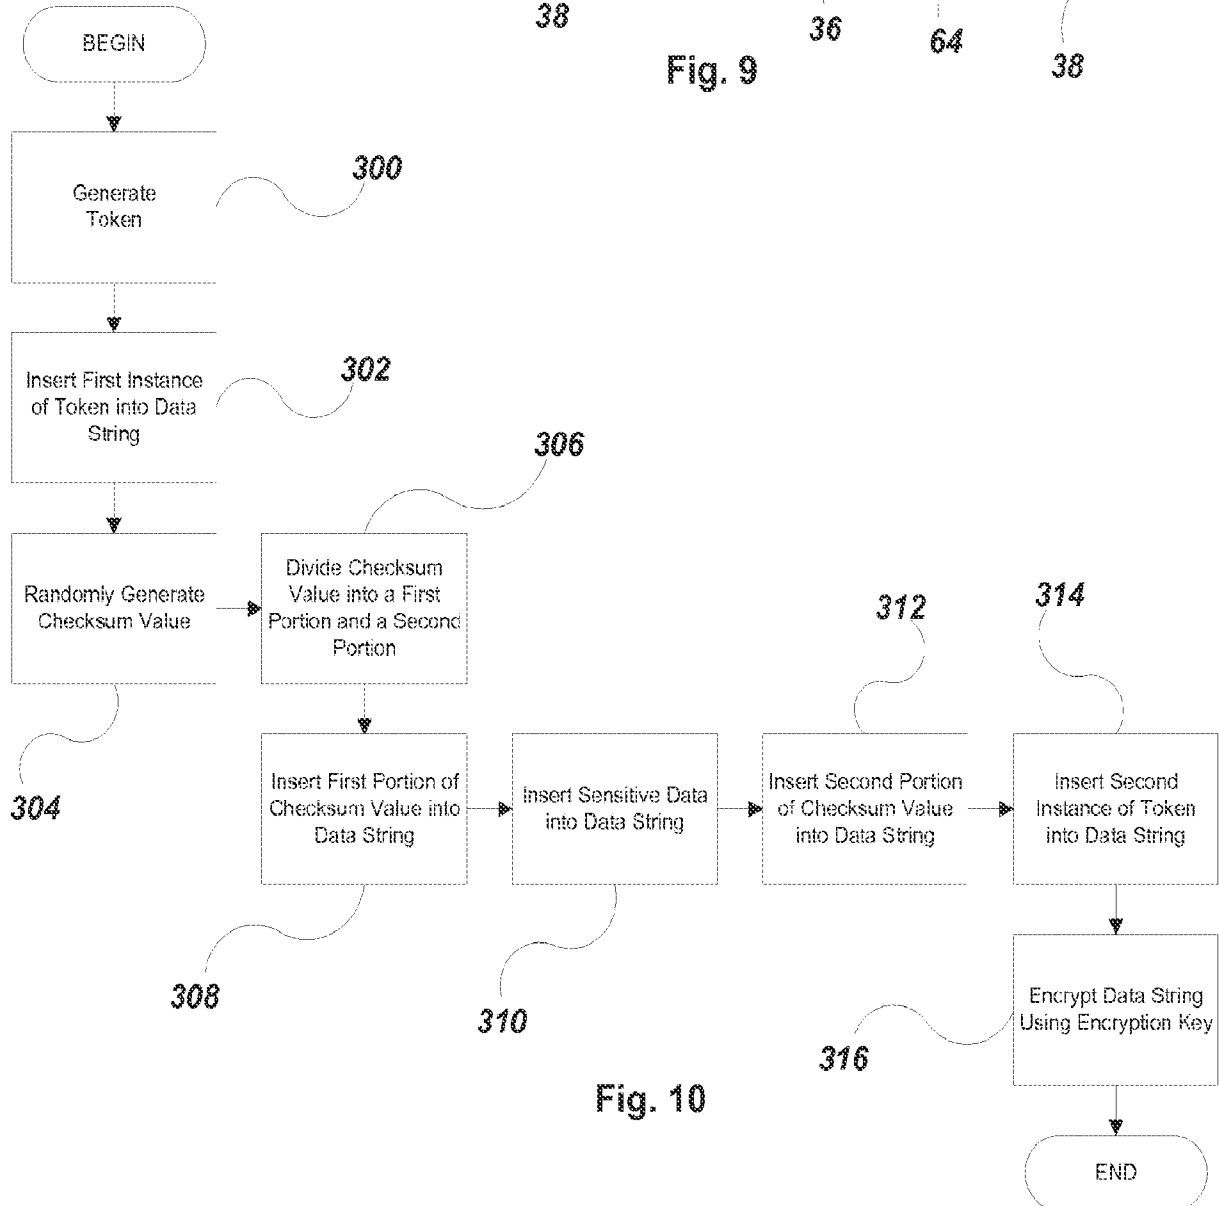 38
36
64
38
Fig. 9
BEGIN
300
Generate
Token
302
Insert First Instance
of Token into Data
String
306
Randomly Generate
Checksum Value
304
Divide Checksum
Value into a First
Portion and a Second
Portion
312
314
Insert First Portion of
Checksum Value into
Data String
308
Insert Sensitive Data
into Data String
310
Insert Second Portion
of Checksum Value
into Data String
Insert Second
Instance of Token
into Data String
Encrypt Data String
Using Encryption Key
316
Fig. 10
END